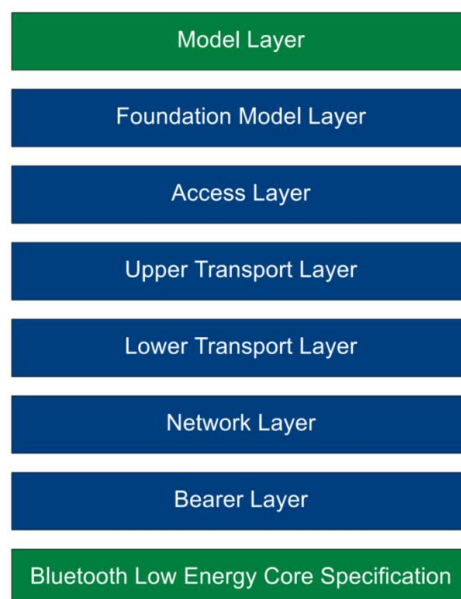 Model Layer
Foundation Model Layer
Access Layer
Upper Transport Layer
Lower Transport Layer
Network Layer
Bearer Layer
Bluetooth Low Energy Core Specification